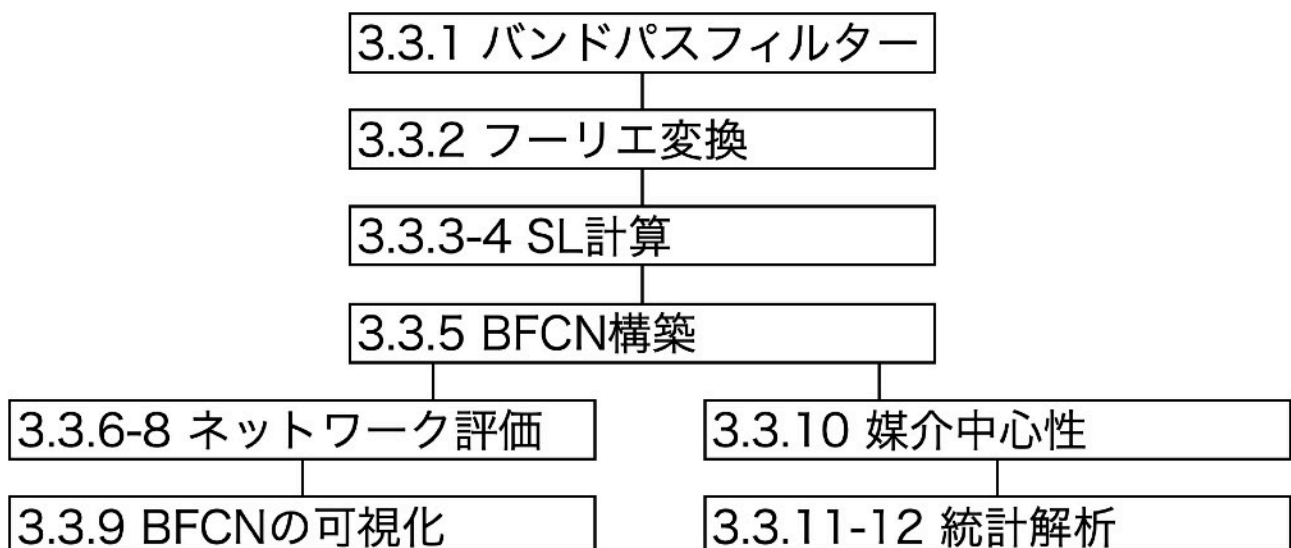 3.3.1 バンドパスフィルター
3.3.2 フーリエ変換
3.3.3-4 SL計算
3.3.5 BFCN構築
3.3.6-8 ネットワーク評価
3.3.10 媒介中心性
3.3.9 BFCNの可視化
3.3.11-12 統計解析